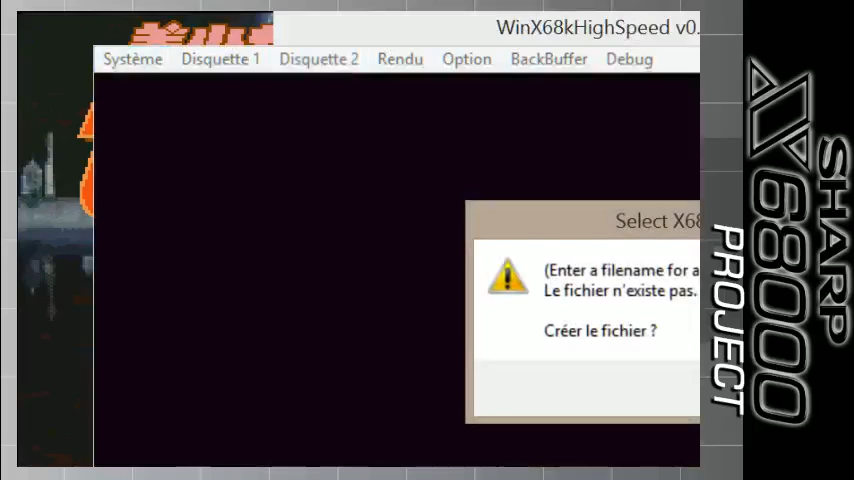 WinX68kHighSpeed v0.
Système Disquette 1 Disquette 2 Rendu Option BackBuffer Debug
Select X68
(Enter a filename for a
Le fichier n'existe pas.
Créer le fichier ?
SHARP
X68000
PROJECT